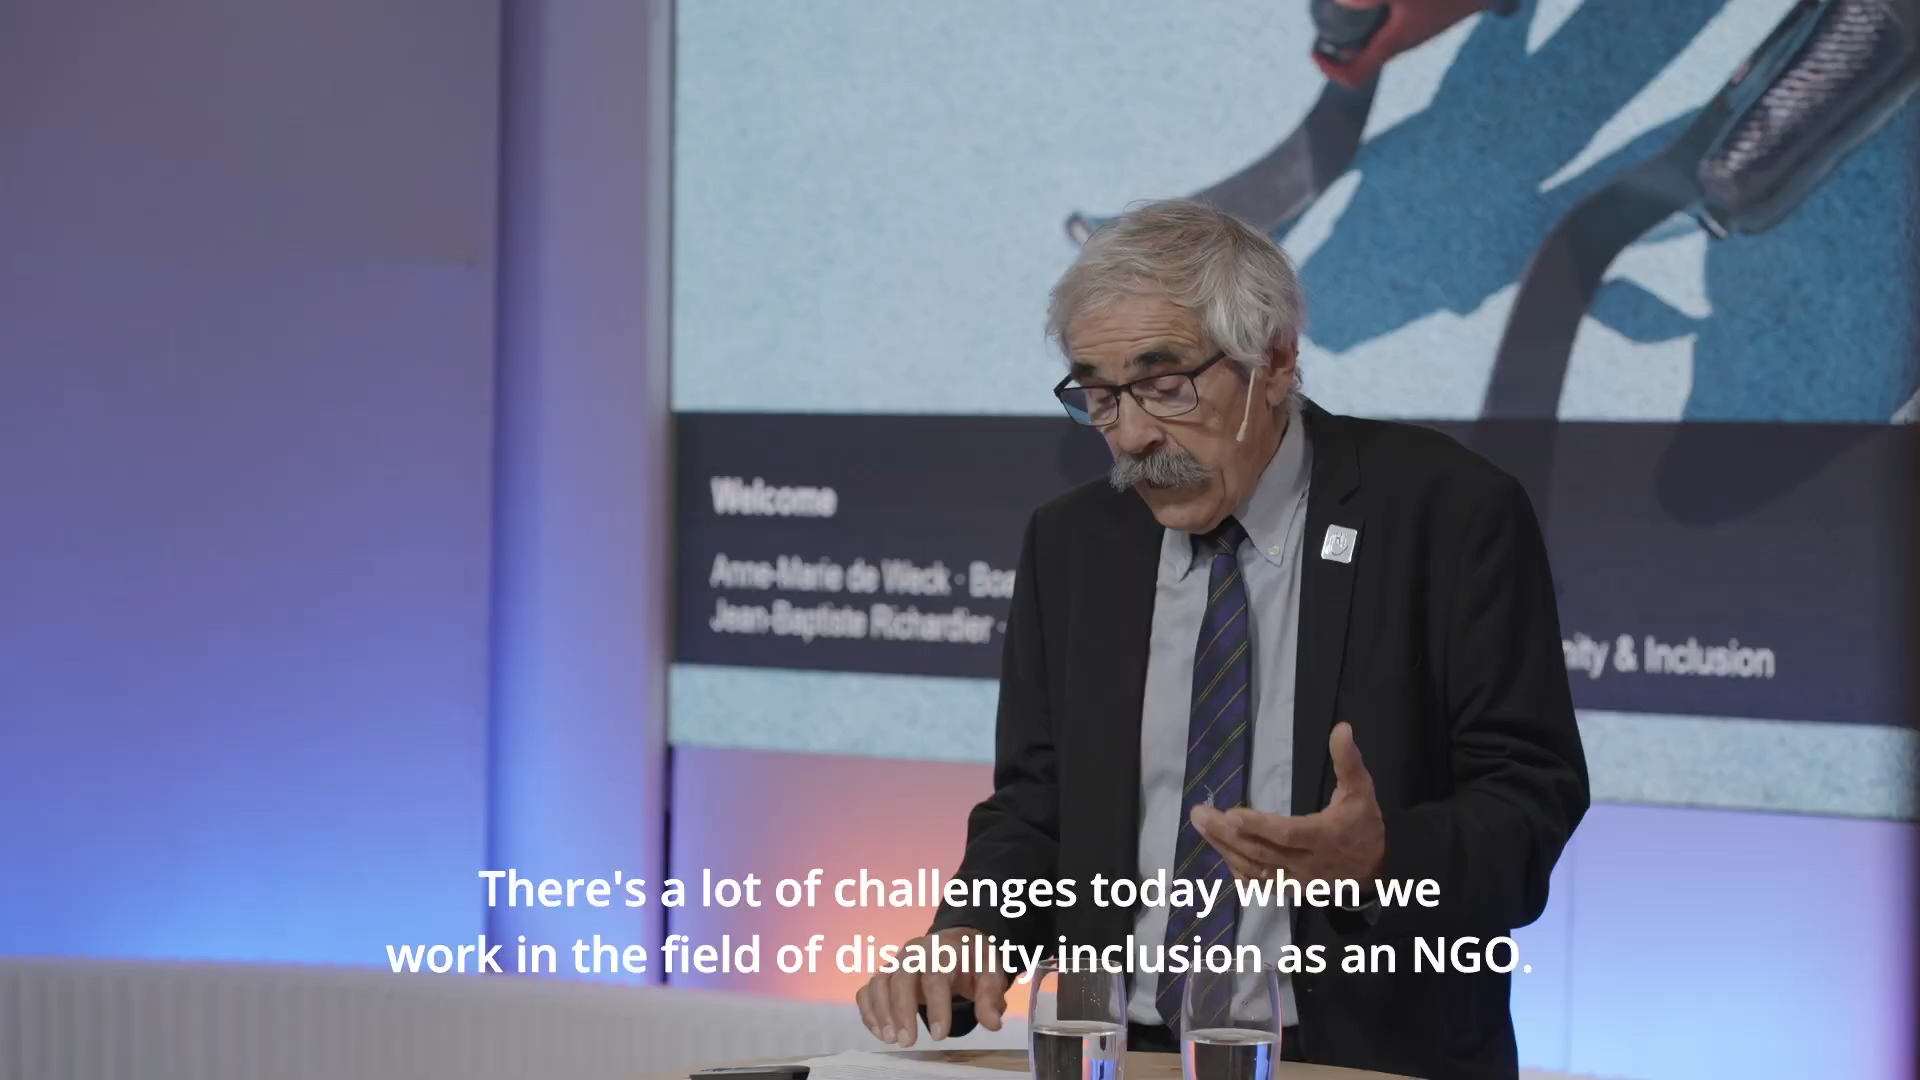 Welcome
Anne-Marie de Weck · Boa
Jean-Baptiste Richardier ·
nity & Inclusion
There's a lot of challenges today when we
work in the field of disability inclusion as an NGO.